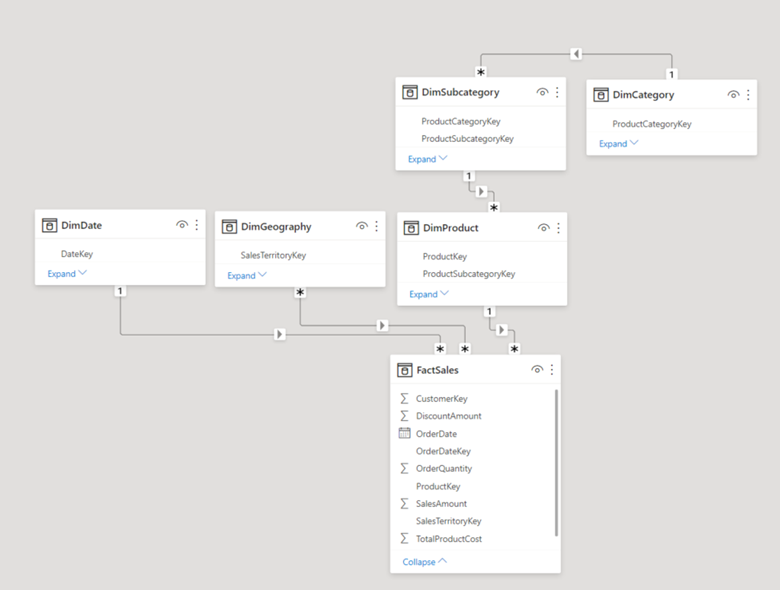 *
1
DimSubcategory
ProductCategoryKey
ProductSubcategoryKey
Expand
DimCategory
ProductCategoryKey
Expand
1
*
DimDate
DateKey
Expand
DimGeography
SalesTerritoryKey
Expand
DimProduct
ProductKey
ProductSubcategoryKey
Expand
1
*
1
*
*
*
FactSales
CustomerKey
DiscountAmount
OrderDate
OrderDateKey
OrderQuantity
ProductKey
SalesAmount
SalesTerritoryKey
TotalProductCost
Collapse